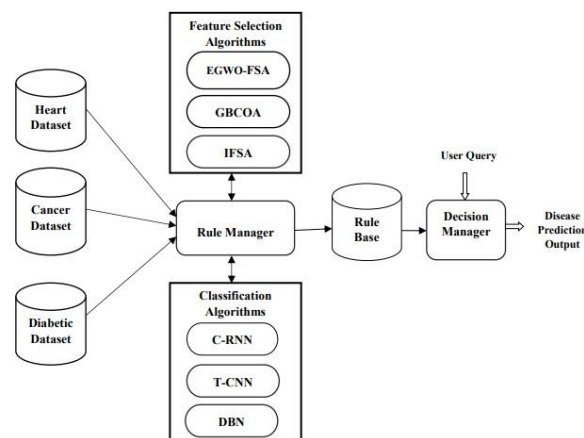 Feature Selection
Algorithms
EGWO-FSA
GBCOA
IFSA
Heart
Dataset
Cancer
Dataset
Diabetic
Dataset
Rule Manager
Rule
Base
User Query
Decision
Manager
Disease
Prediction
Output
Classification
Algorithms
C-RNN
T-CNN
DBN